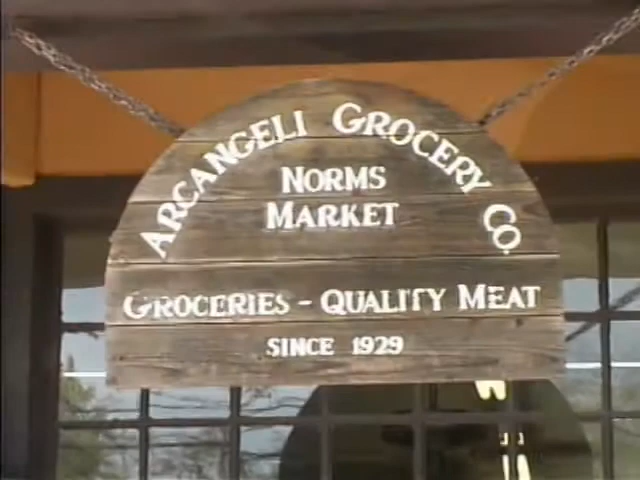 ARCANGELI GROCERY CO.
NORMS
MARKET
GROCERIES - QUALITY MEAT
SINCE 1929